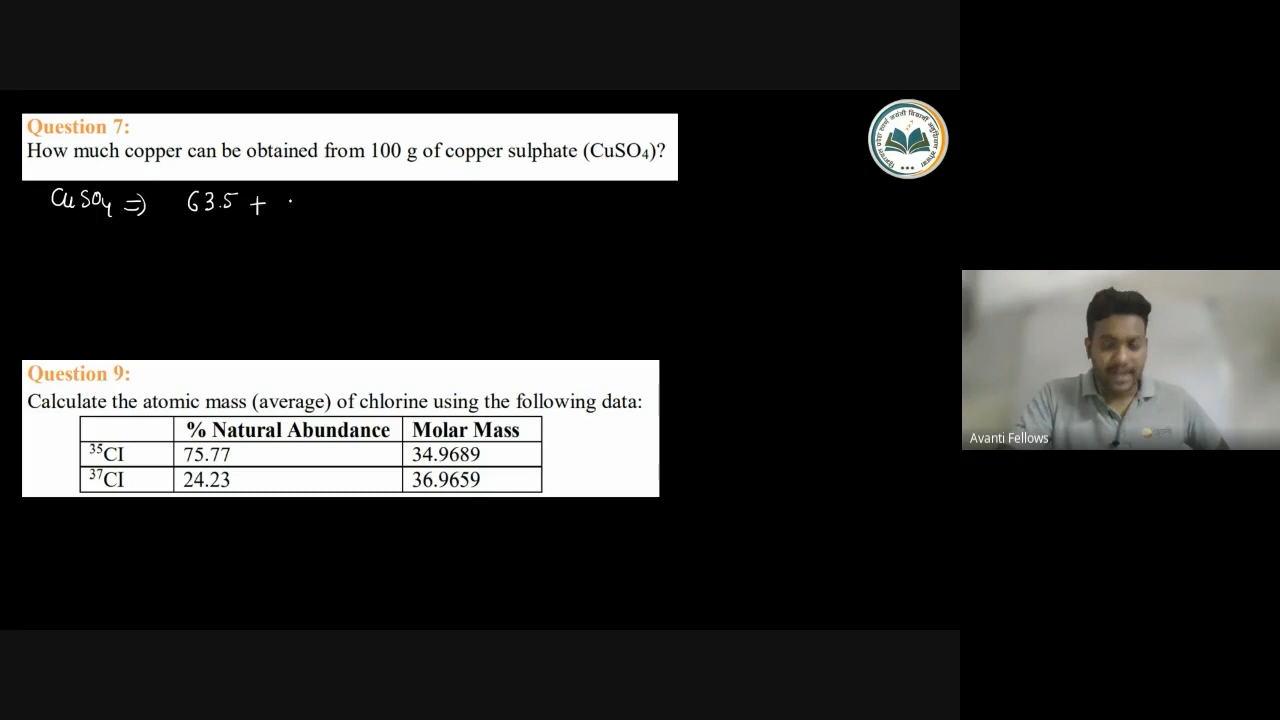 Question 7:
How much copper can be obtained from 100 g of copper sulphate (CuSO₄)?
CuSO₄ ⇒ 63.5 +
Question 9:
Calculate the atomic mass (average) of chlorine using the following data:
% Natural Abundance Molar Mass
³⁵CI 75.77 34.9689
³⁷CI 24.23 36.9659
Avanti Fellows